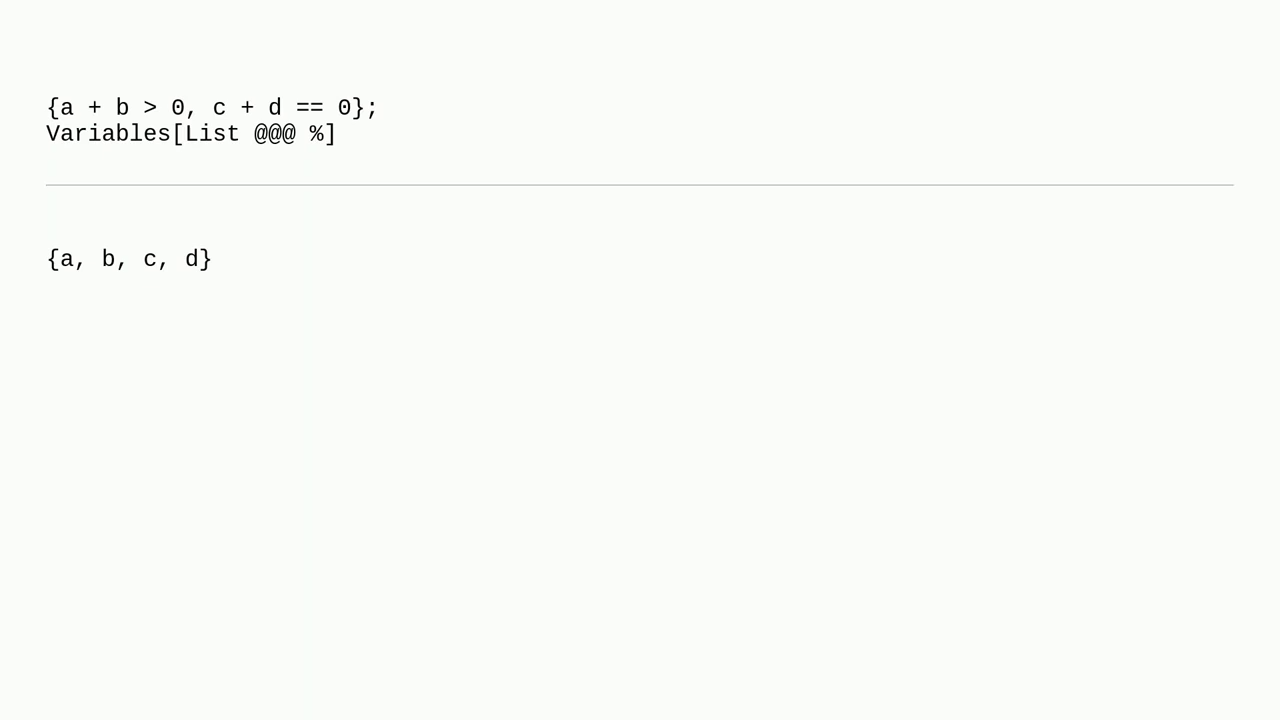 {a + b > 0, c + d == 0};
Variables[List @@@ %]
{a, b, c, d}